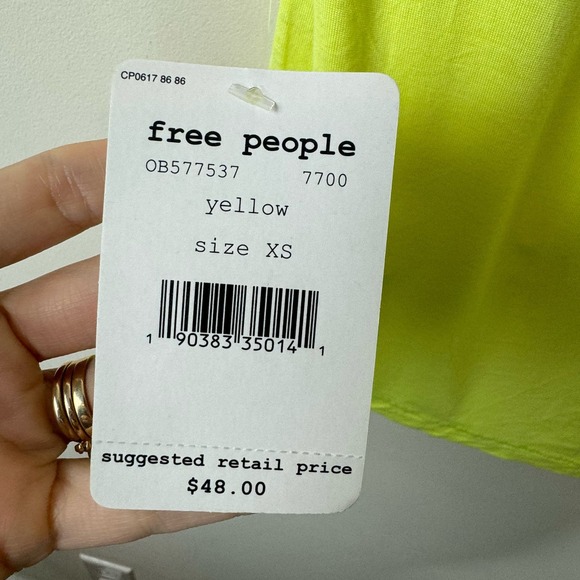 CP0617 86 86
free people
OB577537 7700
yellow
size XS
1 90383 35014 1
suggested retail price
$48.00